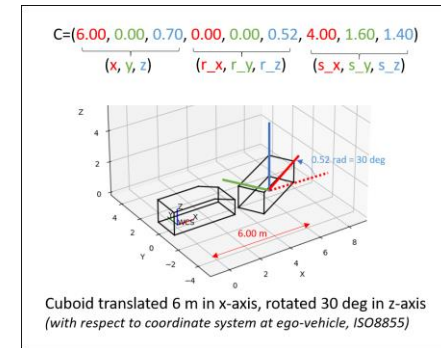 C=(6.00, 0.00, 0.70, 0.00, 0.00, 0.52, 4.00, 1.60, 1.40)
(x, y, z) (r_x, r_y, r_z) (s_x, s_y, s_z)
Z
4
2
0
0.52 rad = 30 deg
Z
Y
X
WCS
4
2
0
−2
−4
Y
6.00 m
0
2
4
6
8
X
Cuboid translated 6 m in x-axis, rotated 30 deg in z-axis
(with respect to coordinate system at ego-vehicle, ISO8855)